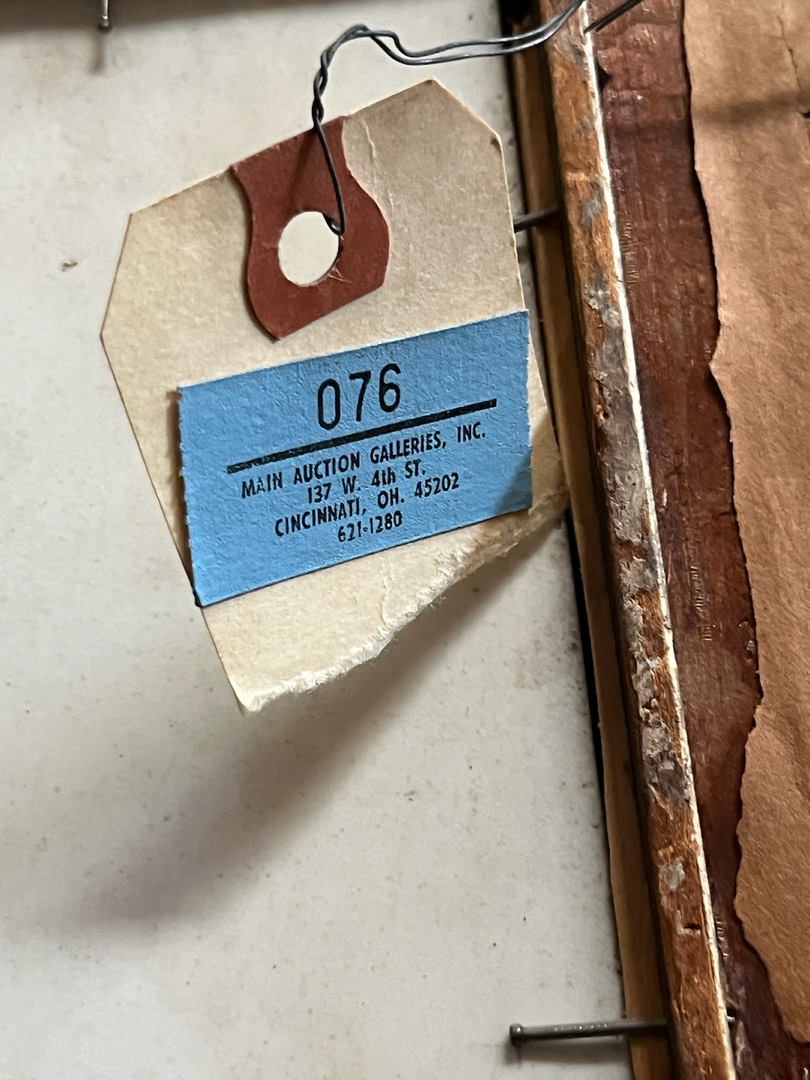 076
MAIN AUCTION GALLERIES, INC.
137 W. 4th ST.
CINCINNATI, OH. 45202
621-1280